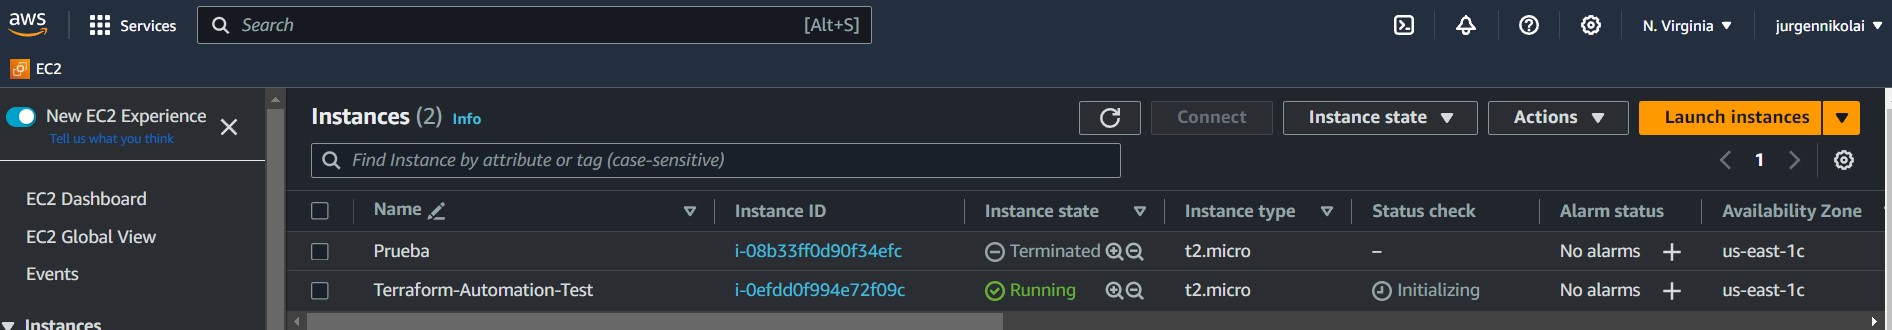 aws
Services
Search
[Alt+S]
N. Virginia
jurgennikolai
EC2
New EC2 Experience
Tell us what you think
EC2 Dashboard
EC2 Global View
Events
Instances
Instances (2) Info
Connect
Instance state
Actions
Launch instances
Find Instance by attribute or tag (case-sensitive)
1
Name Instance ID Instance state Instance type Status check Alarm status Availability Zone
Prueba i-08b33ff0d90f34efc Terminated t2.micro – No alarms + us-east-1c
Terraform-Automation-Test i-0efdd0f994e72f09c Running t2.micro Initializing No alarms + us-east-1c